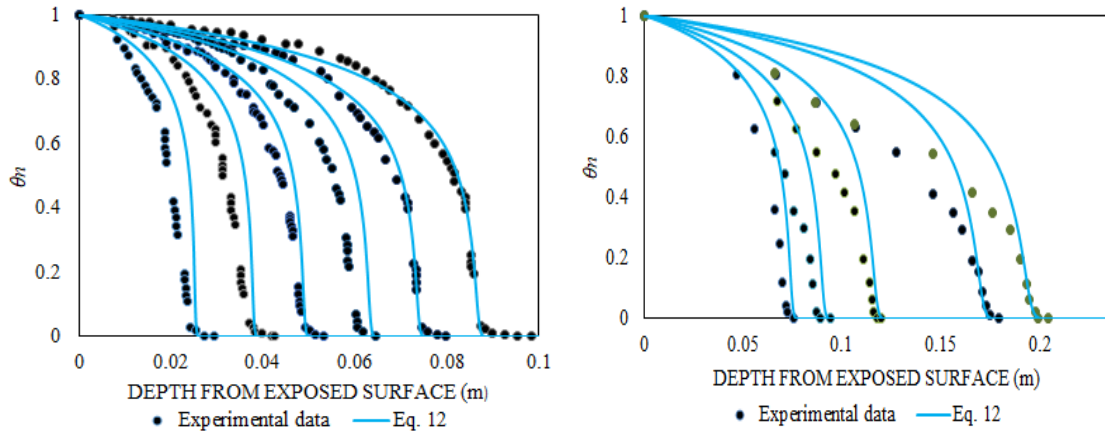 1
0.8
0.6
θn
0.4
0.2
0
0 0.02 0.04 0.06 0.08 0.1
DEPTH FROM EXPOSED SURFACE (m)
Experimental data Eq. 12
1
0.8
0.6
θn
0.4
0.2
0
0 0.05 0.1 0.15 0.2
DEPTH FROM EXPOSED SURFACE (m)
Experimental data Eq. 12